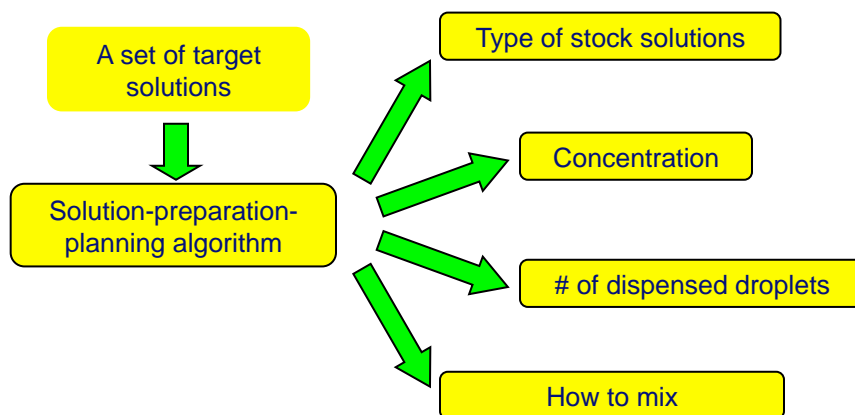 A set of target
solutions
Solution-preparation-
planning algorithm
Type of stock solutions
Concentration
# of dispensed droplets
How to mix